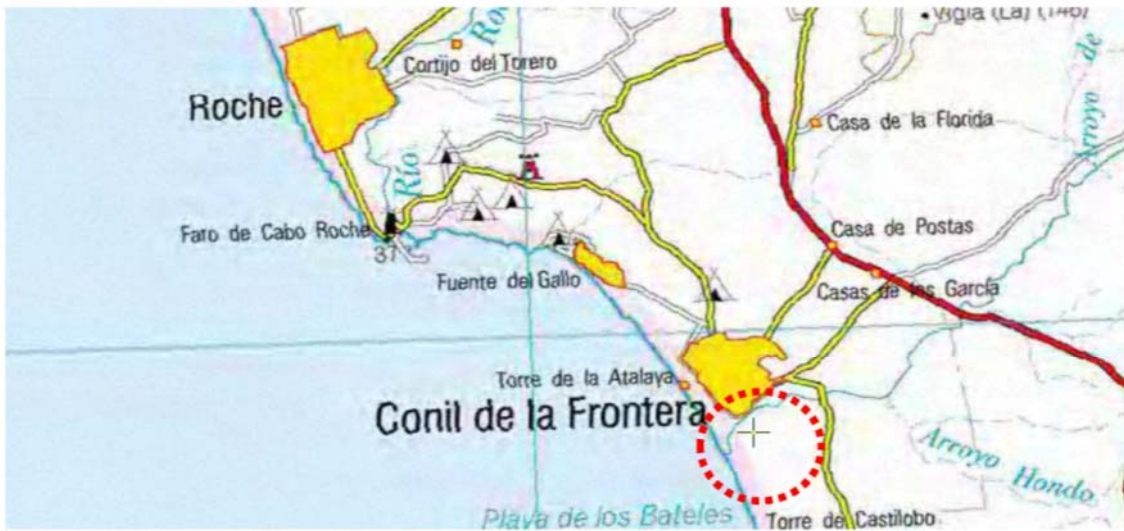 Vigía (La) (146)
Cortijo del Torero
Roche
Casa de la Florida
Arroyo de
Río
Faro de Cabo Roche
37
Casa de Postas
Fuente del Gallo
Casas de los García
Torre de la Atalaya
Conil de la Frontera
Arroyo Hondo
Playa de los Bateles
Torre de Castilobo